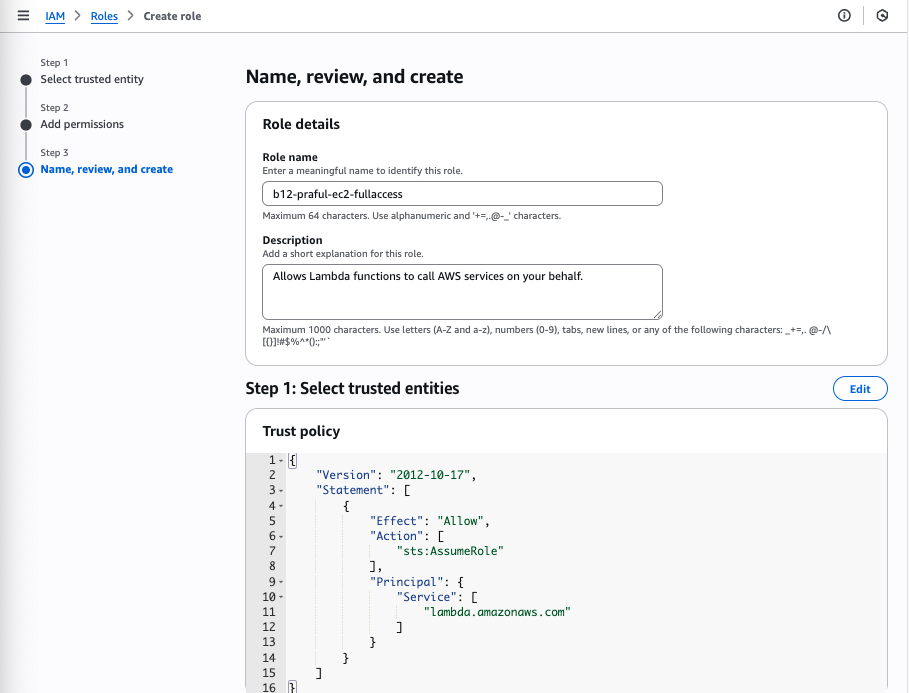 IAM > Roles > Create role
Step 1
Select trusted entity
Step 2
Add permissions
Step 3
Name, review, and create
Name, review, and create
Role details
Role name
Enter a meaningful name to identify this role.
b12-praful-ec2-fullaccess
Maximum 64 characters. Use alphanumeric and '+=,.@-_' characters.
Description
Add a short explanation for this role.
Allows Lambda functions to call AWS services on your behalf.
Maximum 1000 characters. Use letters (A-Z and a-z), numbers (0-9), tabs, new lines, or any of the following characters: _+=,. @-/\
[{}]!#$%^*();:"'`
Step 1: Select trusted entities
Edit
Trust policy
1 {
2     "Version": "2012-10-17",
3     "Statement": [
4         {
5             "Effect": "Allow",
6             "Action": [
7                 "sts:AssumeRole"
8             ],
9             "Principal": {
10                 "Service": [
11                     "lambda.amazonaws.com"
12                 ]
13             }
14         }
15     ]
16 }